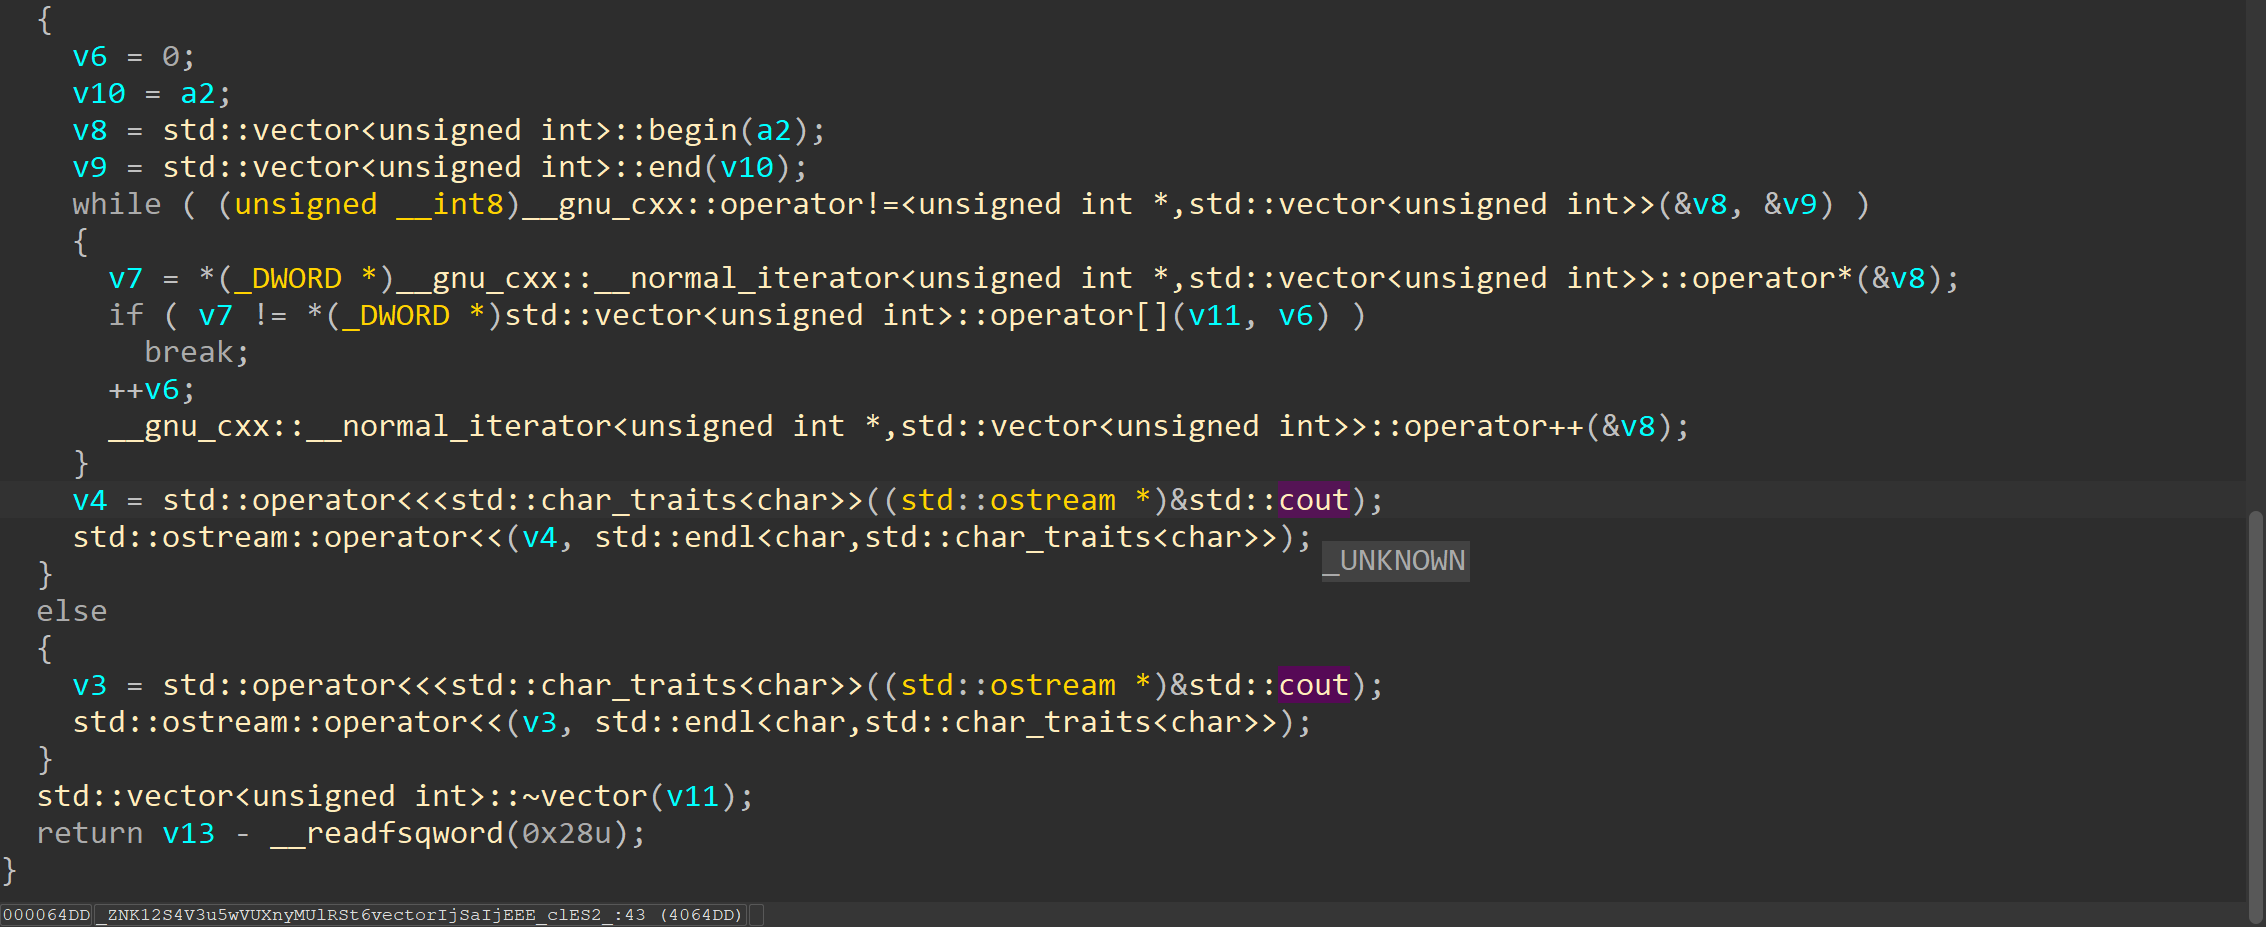 {
v6 = 0;
v10 = a2;
v8 = std::vector<unsigned int>::begin(a2);
v9 = std::vector<unsigned int>::end(v10);
while ( (unsigned __int8)__gnu_cxx::operator!=<unsigned int *,std::vector<unsigned int>>(&v8, &v9) )
{
v7 = *(_DWORD *)__gnu_cxx::__normal_iterator<unsigned int *,std::vector<unsigned int>>::operator*(&v8);
if ( v7 != *(_DWORD *)std::vector<unsigned int>::operator[](v11, v6) )
break;
++v6;
__gnu_cxx::__normal_iterator<unsigned int *,std::vector<unsigned int>>::operator++(&v8);
}
v4 = std::operator<<<std::char_traits<char>>((std::ostream *)&std::cout);
std::ostream::operator<<(v4, std::endl<char,std::char_traits<char>>);
_UNKNOWN
}
else
{
v3 = std::operator<<<std::char_traits<char>>((std::ostream *)&std::cout);
std::ostream::operator<<(v3, std::endl<char,std::char_traits<char>>);
}
std::vector<unsigned int>::~vector(v11);
return v13 - __readfsqword(0x28u);
}
000064DD _ZNK12S4V3u5wVUXnyMUlRSt6vectorIjSaIjEEE_clES2_:43 (4064DD)